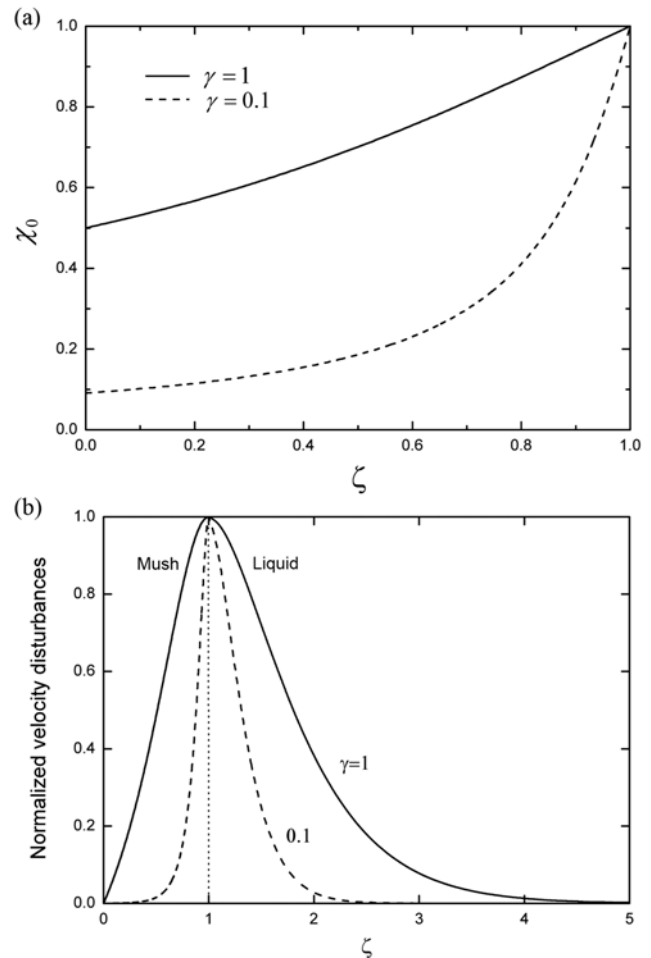 (a)
1.0
γ = 1
γ = 0.1
0.8
0.6
χ₀
0.4
0.2
0.0
0.0 0.2 0.4 0.6 0.8 1.0
ζ
(b)
1.0
Mush Liquid
0.8
Normalized velocity disturbances
0.6
0.4
γ=1
0.2
0.1
0.0
0 1 2 3 4 5
ζ